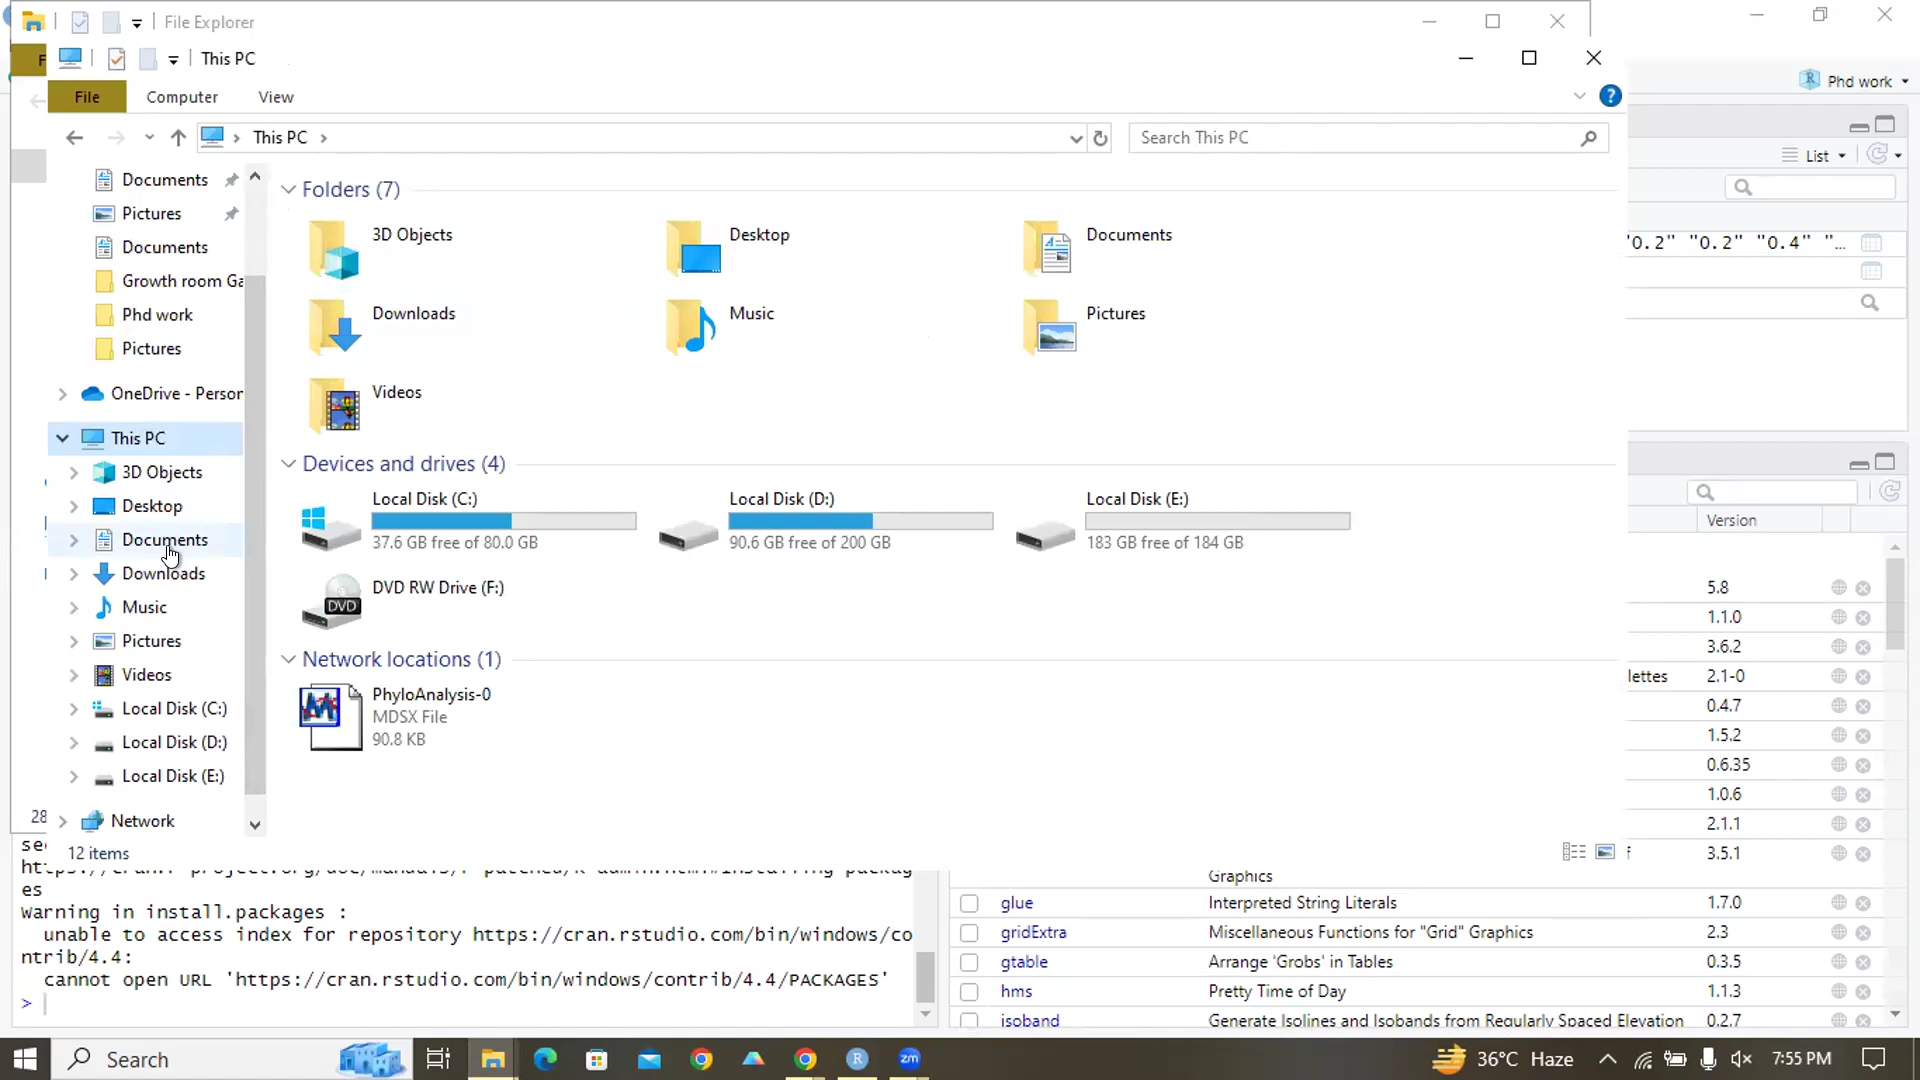 File Explorer
This PC
Phd work
File
Computer
View
This PC
Search This PC
List
Documents
Pictures
Documents
Growth room Ga
Phd work
Pictures
OneDrive - Person
This PC
3D Objects
Desktop
Documents
Downloads
Music
Pictures
Videos
Local Disk (C:)
Local Disk (D:)
Local Disk (E:)
Network
Folders (7)
3D Objects
Desktop
Documents
Downloads
Music
Pictures
Videos
Devices and drives (4)
Local Disk (C:)
37.6 GB free of 80.0 GB
Local Disk (D:)
90.6 GB free of 200 GB
Local Disk (E:)
183 GB free of 184 GB
DVD RW Drive (F:)
DVD
Network locations (1)
PhyloAnalysis-0
MDSX File
90.8 KB
28
12 items
"0.2" "0.2" "0.4" "...
Version
5.8
1.1.0
3.6.2
lettes 2.1-0
0.4.7
1.5.2
0.6.35
1.0.6
2.1.1
3.5.1
Graphics
glue Interpreted String Literals 1.7.0
gridExtra Miscellaneous Functions for "Grid" Graphics 2.3
gtable Arrange 'Grobs' in Tables 0.3.5
hms Pretty Time of Day 1.1.3
isoband Generate Isolines and Isobands from Regularly Spaced Elevation 0.2.7
es
Warning in install.packages :
unable to access index for repository https://cran.rstudio.com/bin/windows/co
ntrib/4.4:
cannot open URL 'https://cran.rstudio.com/bin/windows/contrib/4.4/PACKAGES'
>
Search
zm
36°C Haze
7:55 PM